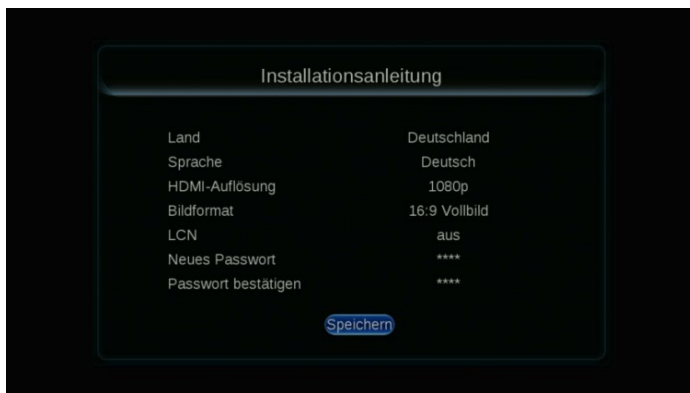 Installationsanleitung
Land Deutschland
Sprache Deutsch
HDMI-Auflösung 1080p
Bildformat 16:9 Vollbild
LCN aus
Neues Passwort ****
Passwort bestätigen ****
Speichern